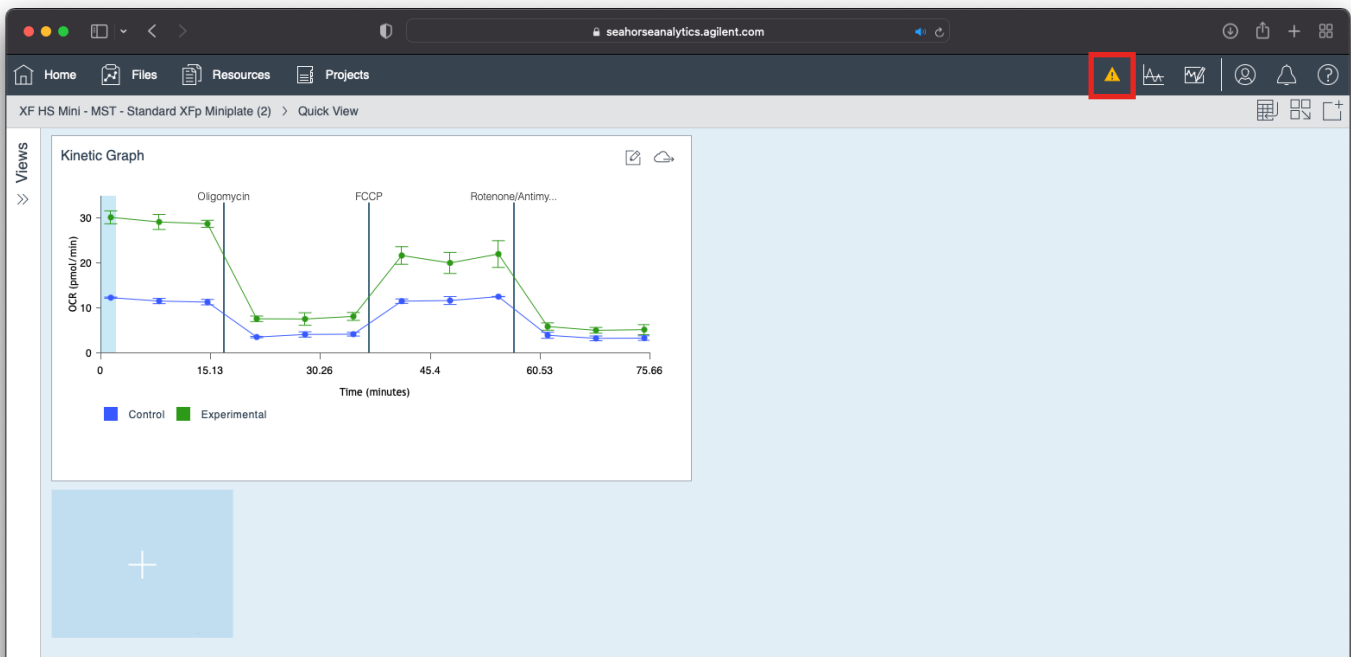 seahorseanalytics.agilent.com
Home Files Resources Projects
XF HS Mini - MST - Standard XFp Miniplate (2) > Quick View
Views
Kinetic Graph
Oligomycin FCCP Rotenone/Antimy...
30
20
10
0
OCR (pmol/min)
0 15.13 30.26 45.4 60.53 75.66
Time (minutes)
Control Experimental